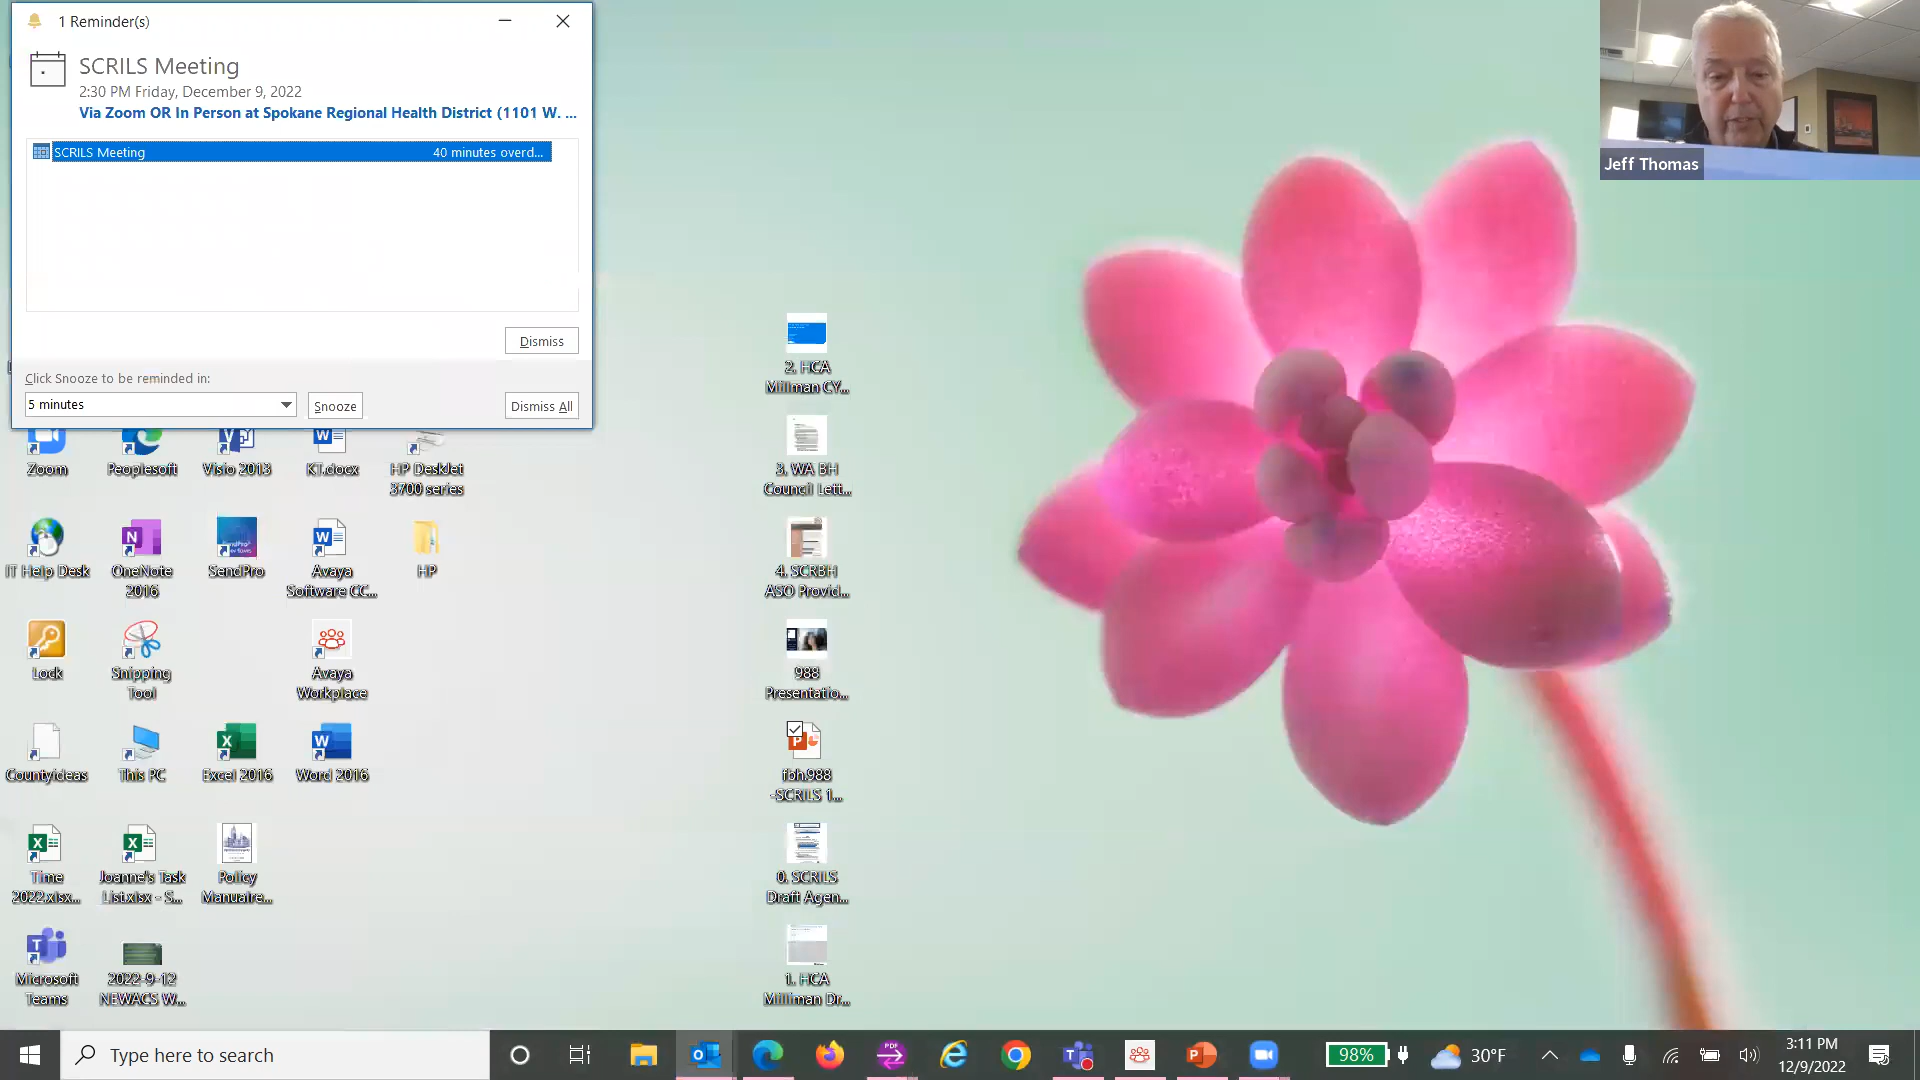 1 Reminder(s)
SCRILS Meeting
2:30 PM Friday, December 9, 2022
Via Zoom OR In Person at Spokane Regional Health District (1101 W. ...
SCRILS Meeting 40 minutes overd...
Dismiss
Click Snooze to be reminded in:
5 minutes
Snooze
Dismiss All
Jeff Thomas
Zoom
Peoplesoft
Visio 2013
KT.docx
HP DeskJet
3700 series
IT Help Desk
OneNote
2016
SendPro
Avaya
Software CC...
HP
Lock
Snipping
Tool
Avaya
Workplace
Countyideas
This PC
Excel 2016
Word 2016
Time
2022.xlsx...
Joanne's Task
List.xlsx - S...
Policy
Manual/re...
Microsoft
Teams
2022-9-12
NEWACS W...
2. HCA
Millman CY...
3. WA BH
Council Lett...
4. SCRBH
ASO Provid...
988
Presentatio...
fbh.988
-SCRILS 1...
0. SCRILS
Draft Agen...
1. HCA
Milliman Dr...
Type here to search
98%
30°F
3:11 PM
12/9/2022